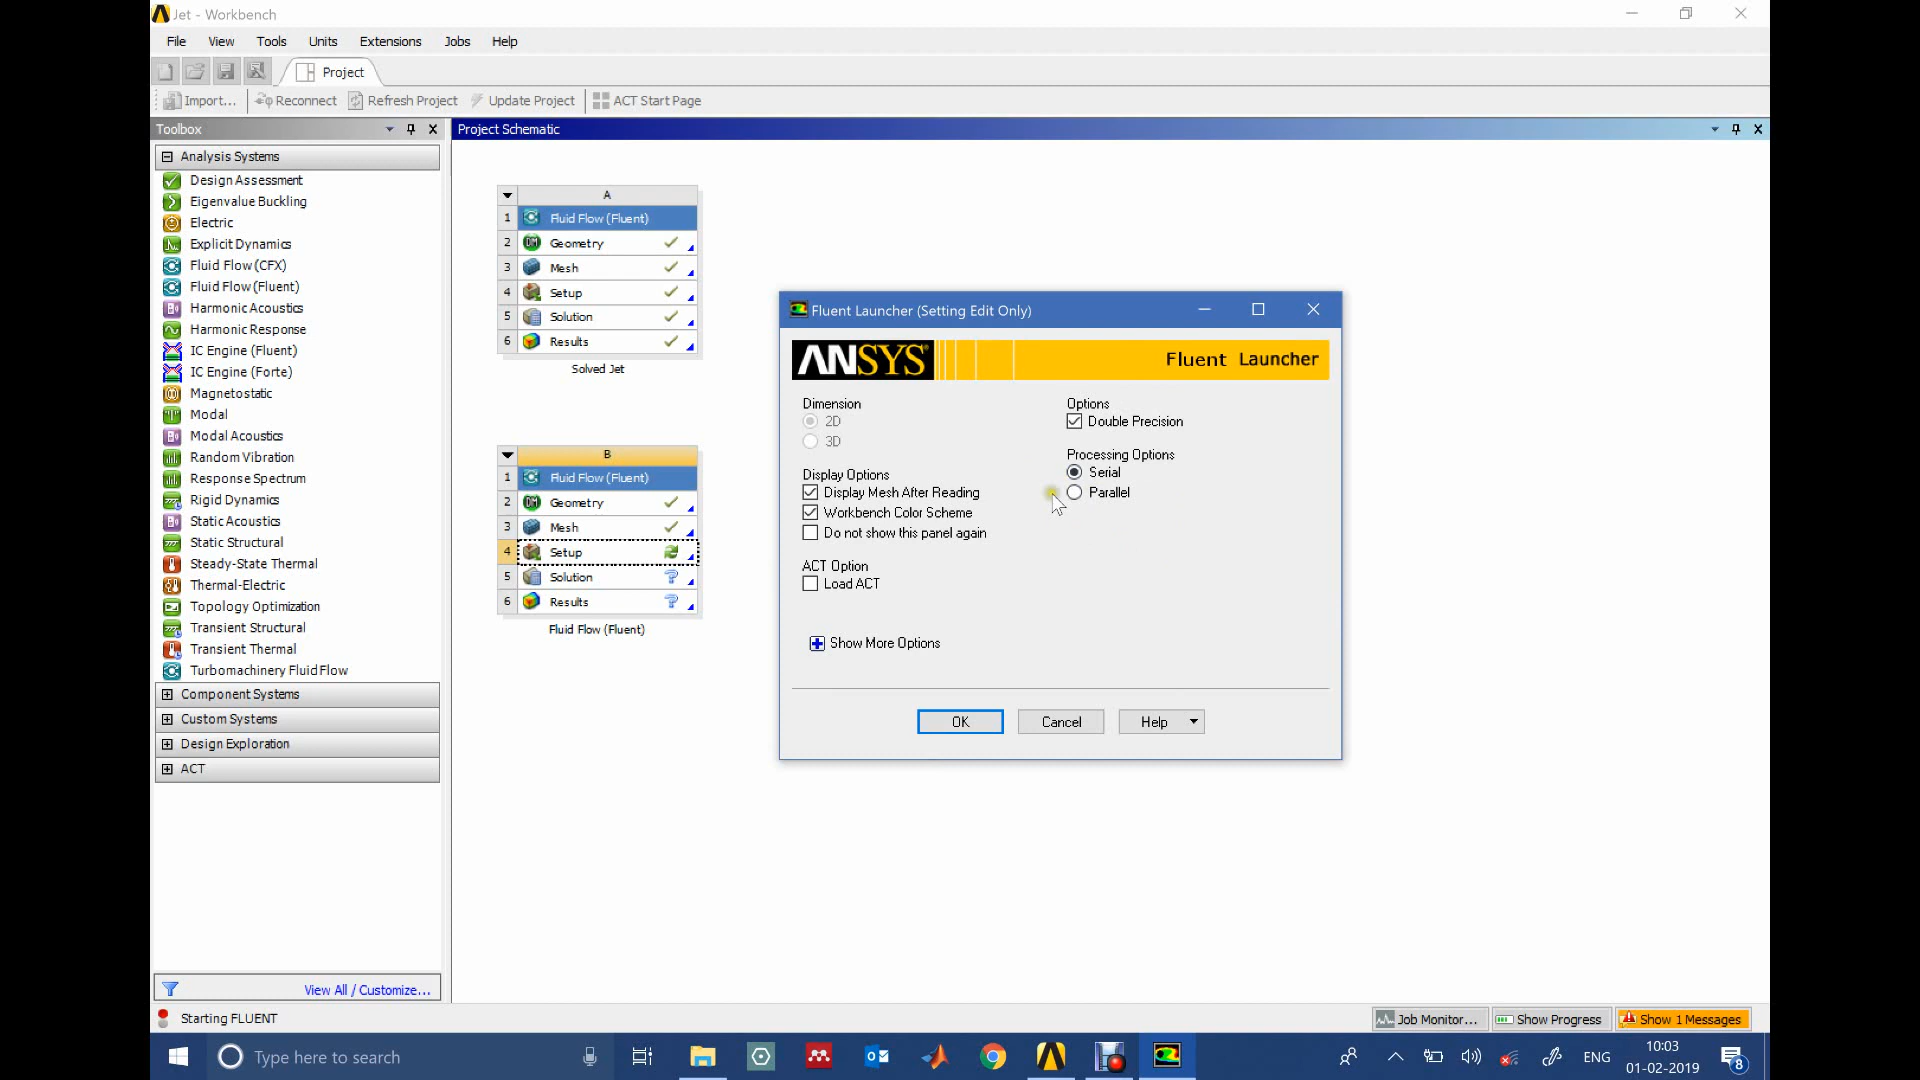 Jet - Workbench
File View Tools Units Extensions Jobs Help
Project
Import... Reconnect Refresh Project Update Project ACT Start Page
Toolbox
Analysis Systems
Design Assessment
Eigenvalue Buckling
Electric
Explicit Dynamics
Fluid Flow (CFX)
Fluid Flow (Fluent)
Harmonic Acoustics
Harmonic Response
IC Engine (Fluent)
IC Engine (Forte)
Magnetostatic
Modal
Modal Acoustics
Random Vibration
Response Spectrum
Rigid Dynamics
Static Acoustics
Static Structural
Steady-State Thermal
Thermal-Electric
Topology Optimization
Transient Structural
Transient Thermal
Turbomachinery Fluid Flow
Component Systems
Custom Systems
Design Exploration
ACT
View All / Customize...
Project Schematic
A
1 Fluid Flow (Fluent)
2 Geometry
3 Mesh
4 Setup
5 Solution
6 Results
Solved Jet
B
1 Fluid Flow (Fluent)
2 Geometry
3 Mesh
4 Setup
5 Solution
6 Results
Fluid Flow (Fluent)
Fluent Launcher (Setting Edit Only)
ANSYS Fluent Launcher
Dimension
2D
3D
Display Options
Display Mesh After Reading
Workbench Color Scheme
Do not show this panel again
ACT Option
Load ACT
Show More Options
Options
Double Precision
Processing Options
Serial
Parallel
OK Cancel Help
Starting FLUENT
Job Monitor... Show Progress Show 1 Messages
Type here to search
ENG
10:03
01-02-2019
8